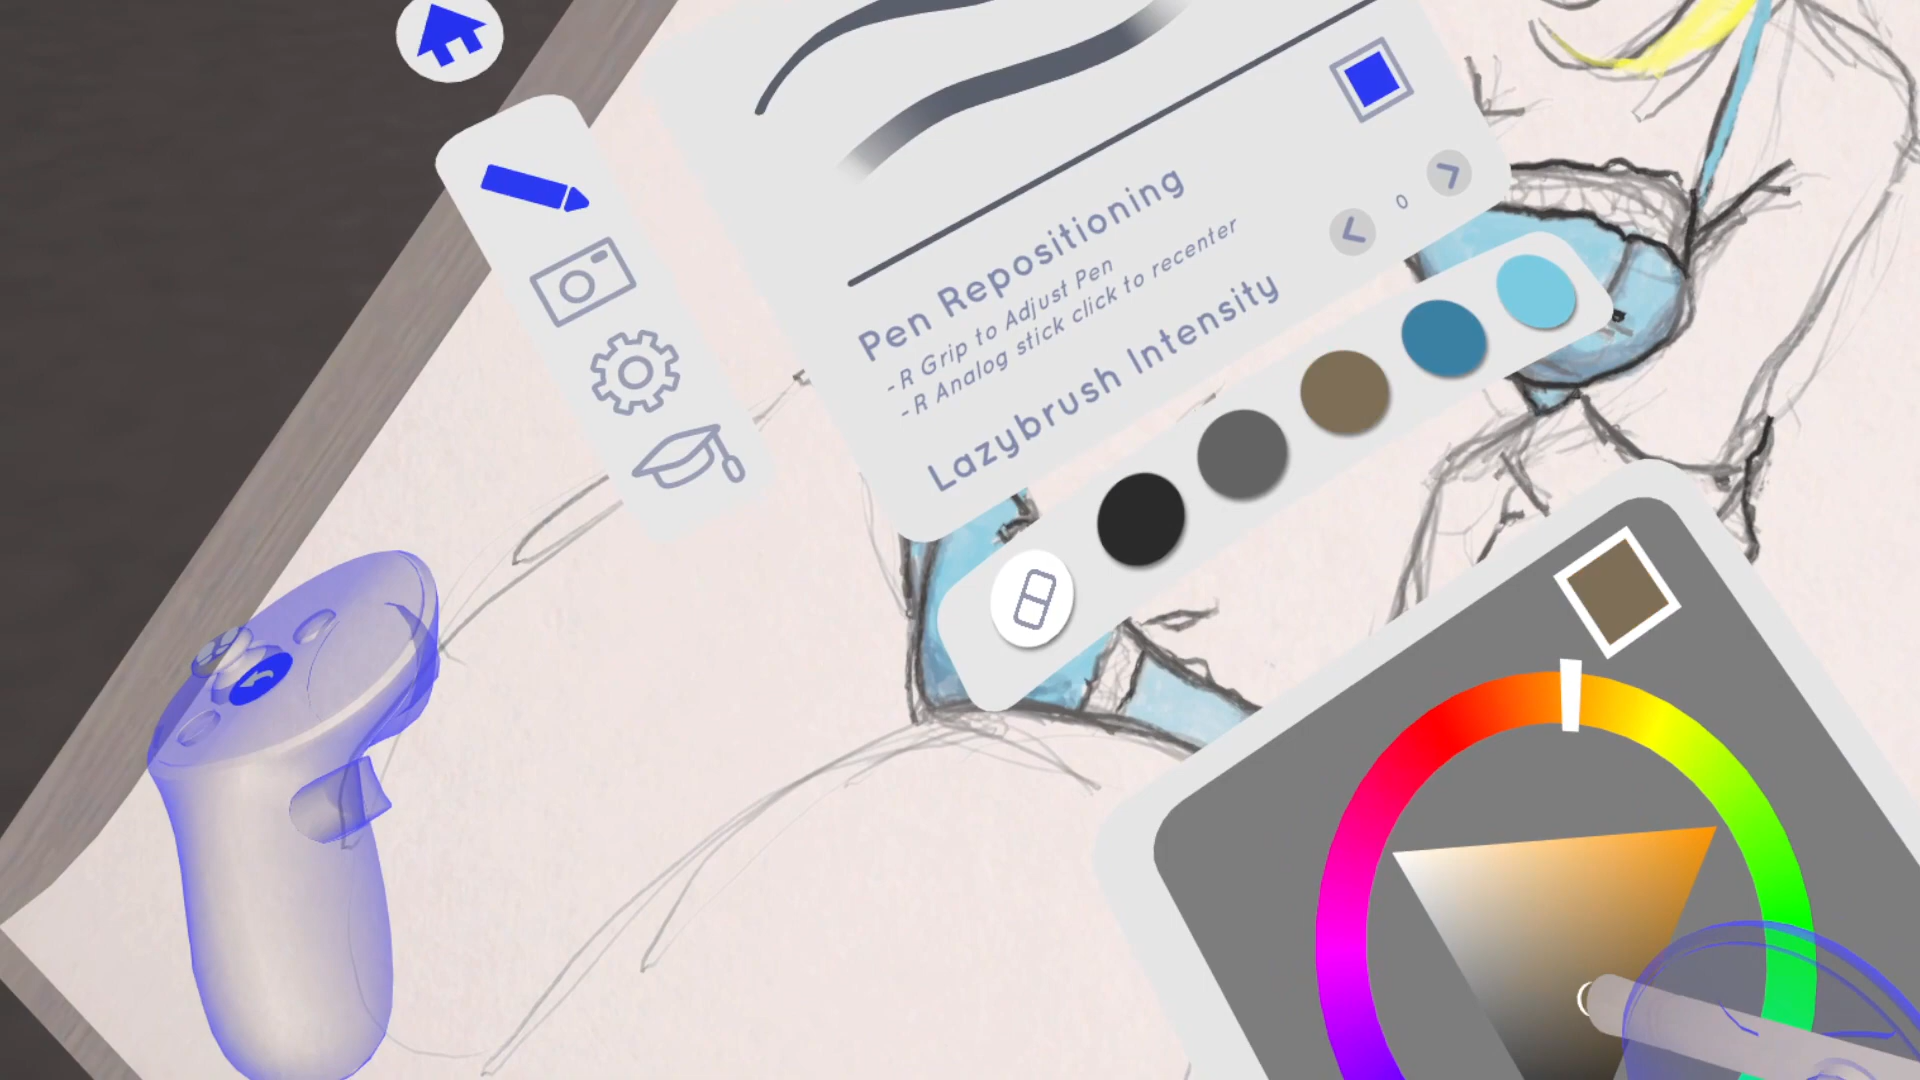 Pen Repositioning
-R Grip to Adjust Pen
-R Analog stick click to recenter
Lazybrush Intensity
0